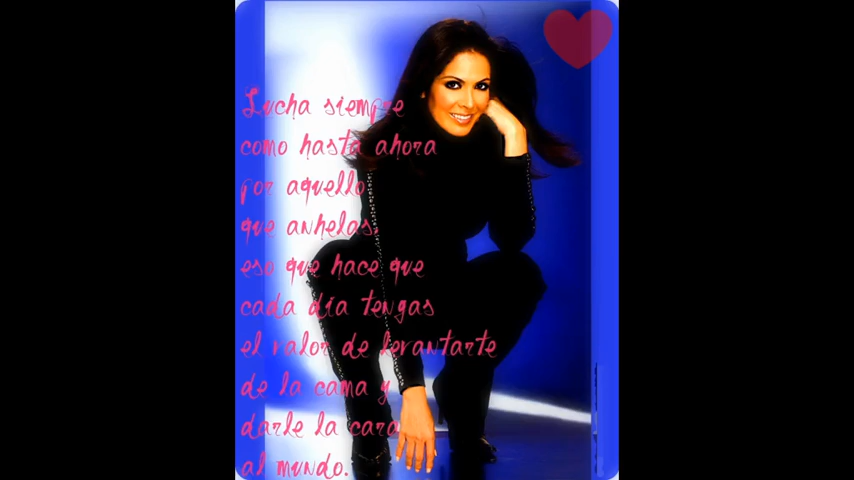 Lucha siempre
como hasta ahora
por aquello
que anhelas,
eso que hace que
cada día tengas
el valor de levantarte
de la cama y
darle la cara
al mundo.